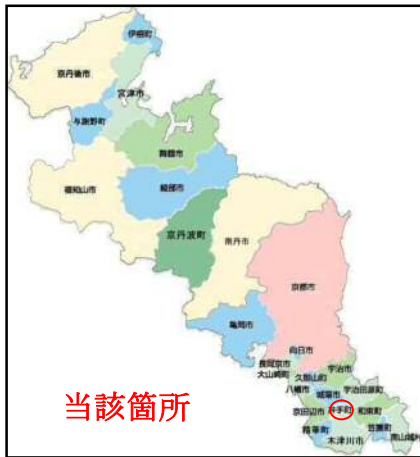 伊根町
京丹後市
宮津市
与謝野町
舞鶴市
福知山市
綾部市
京丹波町
南丹市
京都市
亀岡市
向日市
長岡京市
大山崎町
宇治市
久御山町
八幡市
城陽市
宇治田原町
京田辺市
井手町
和束町
精華町
笠置町
木津川市
南山城村
当該箇所